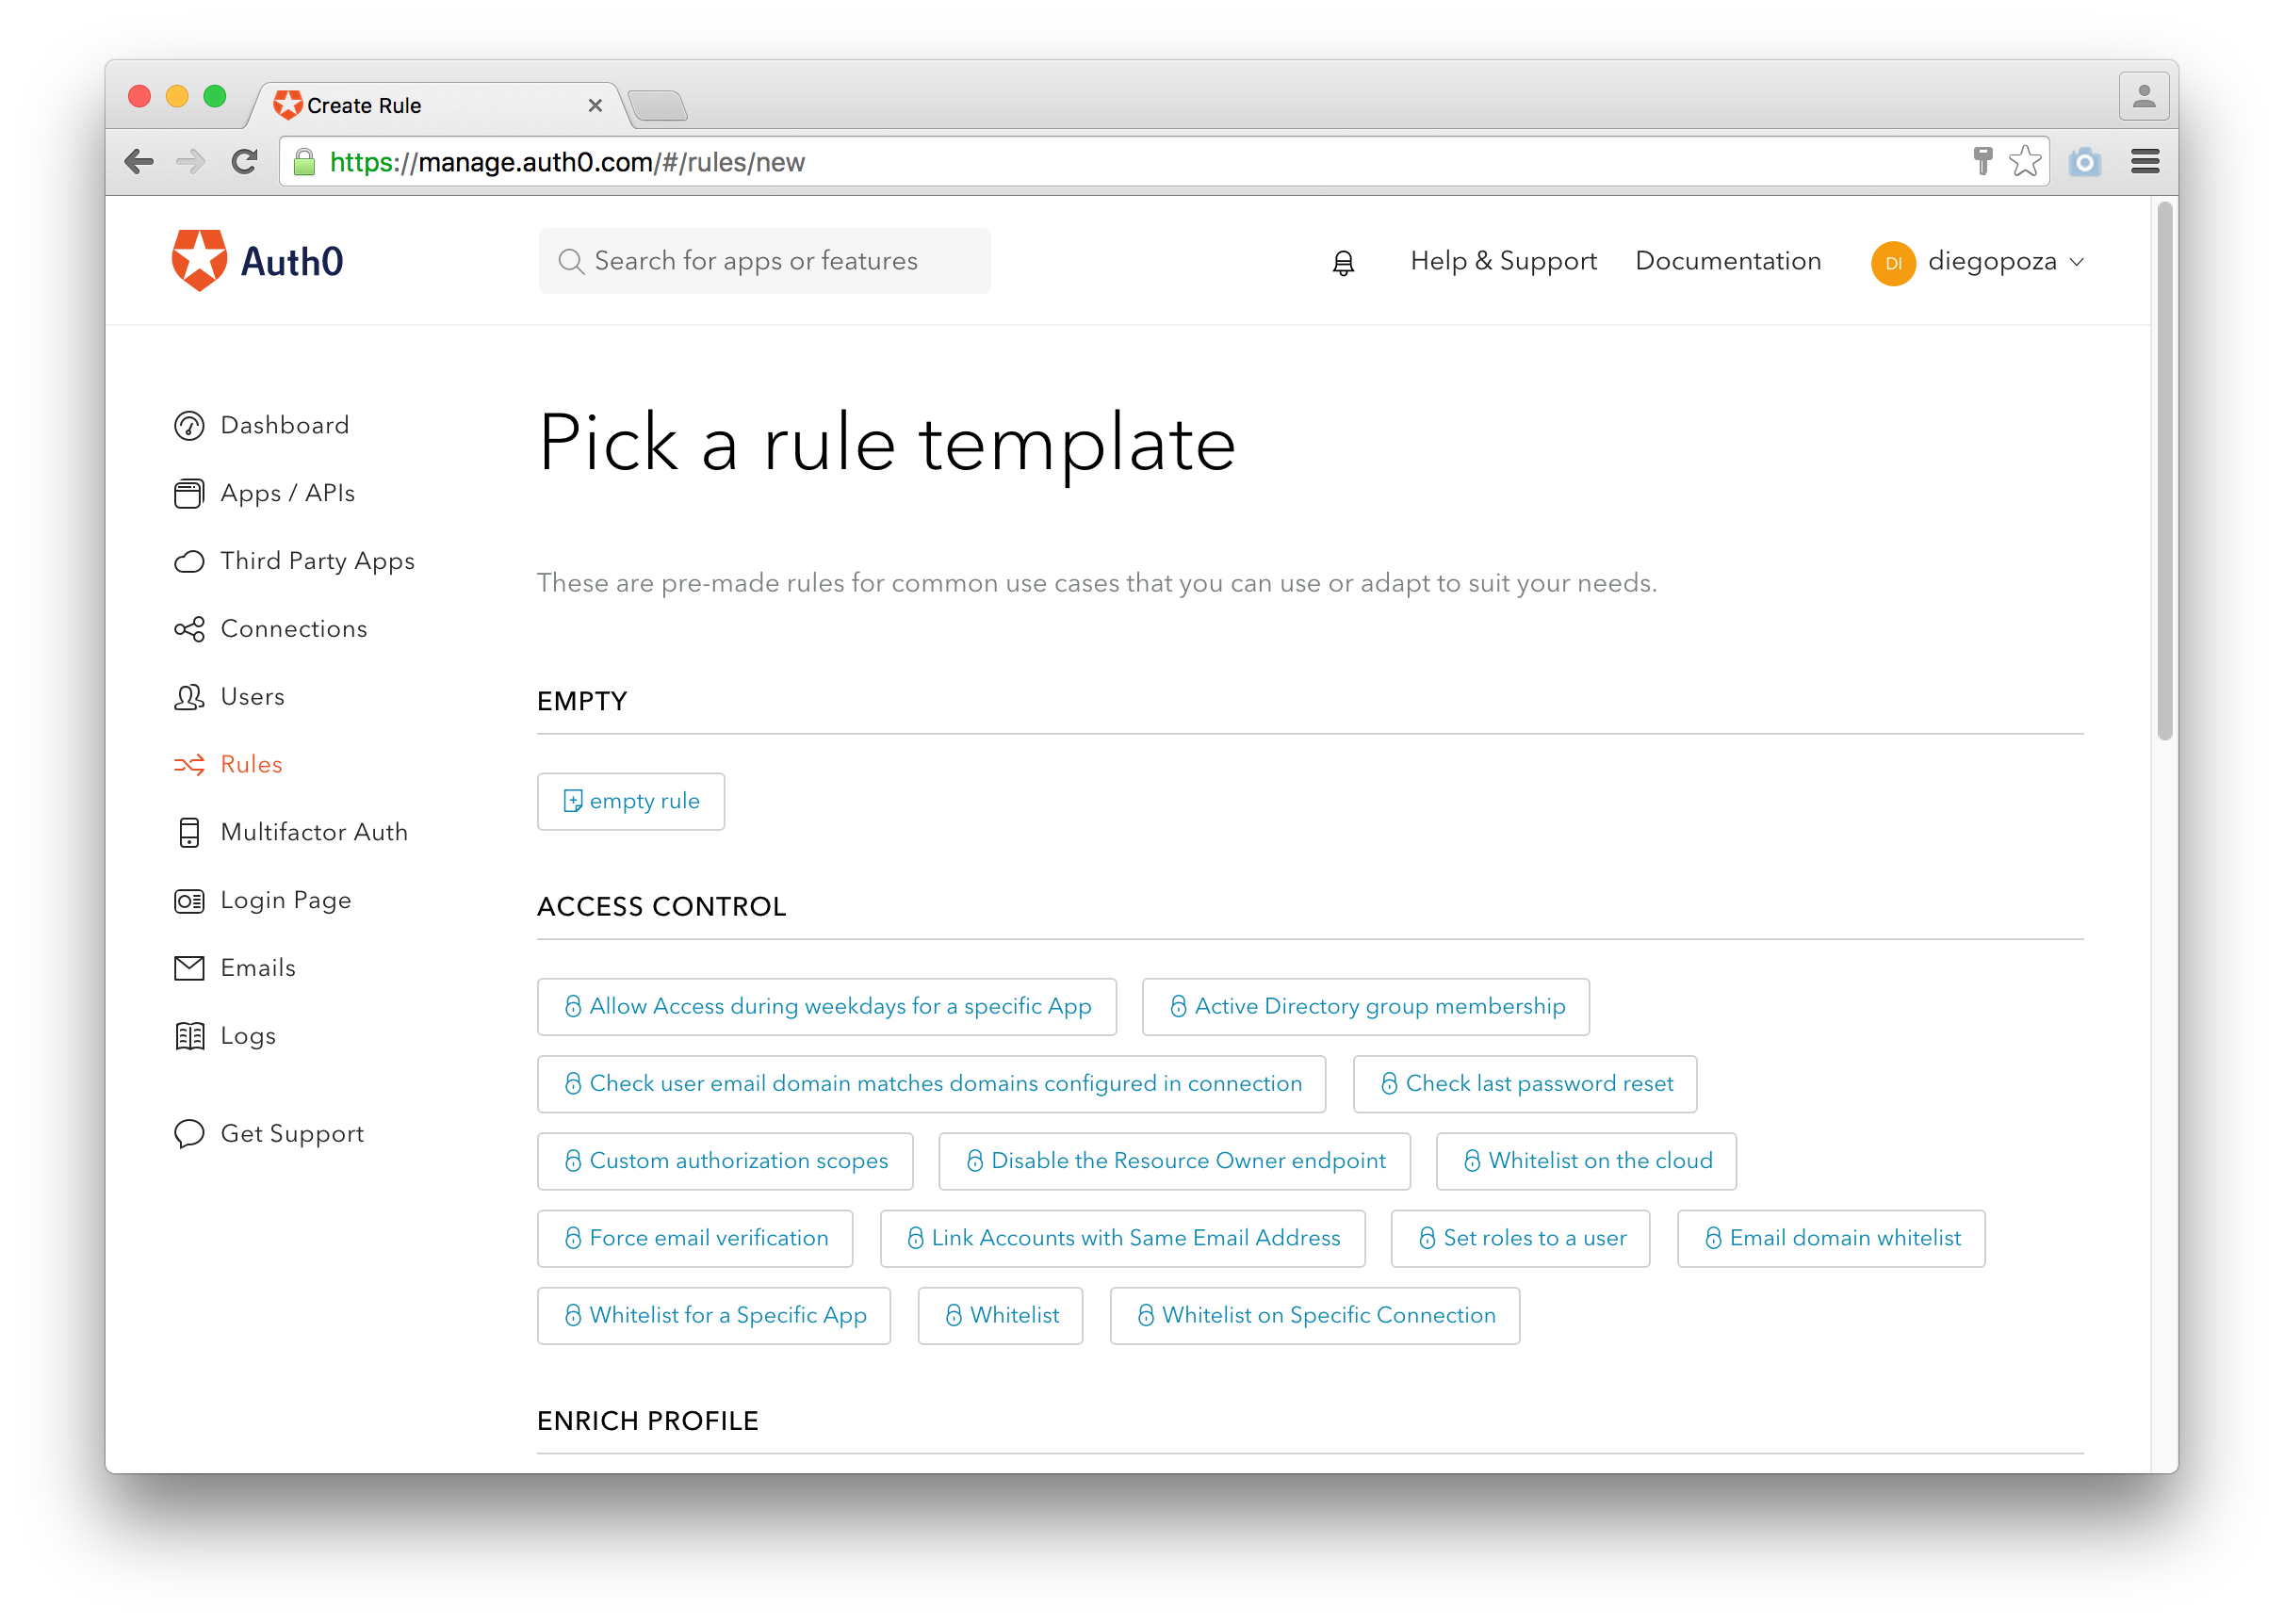 Create Rule
https://manage.auth0.com/#/rules/new
Auth0
Search for apps or features
Help & Support
Documentation
DI
diegopoza
Dashboard
Apps / APIs
Third Party Apps
Connections
Users
Rules
Multifactor Auth
Login Page
Emails
Logs
Get Support
Pick a rule template
These are pre-made rules for common use cases that you can use or adapt to suit your needs.
EMPTY
empty rule
ACCESS CONTROL
Allow Access during weekdays for a specific App
Active Directory group membership
Check user email domain matches domains configured in connection
Check last password reset
Custom authorization scopes
Disable the Resource Owner endpoint
Whitelist on the cloud
Force email verification
Link Accounts with Same Email Address
Set roles to a user
Email domain whitelist
Whitelist for a Specific App
Whitelist
Whitelist on Specific Connection
ENRICH PROFILE